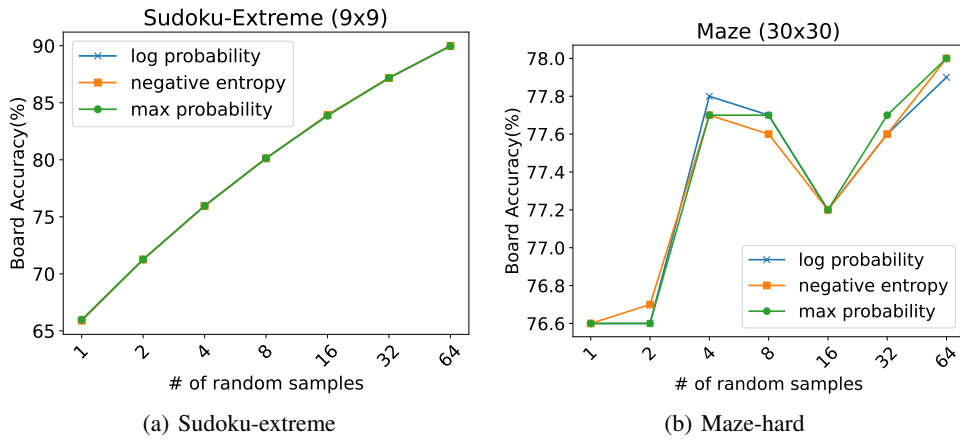 Sudoku-Extreme (9x9)
Board Accuracy(%)
90
85
80
75
70
65
log probability
negative entropy
max probability
1 2 4 8 16 32 64
# of random samples
(a) Sudoku-extreme
Maze (30x30)
Board Accuracy(%)
78.0
77.8
77.6
77.4
77.2
77.0
76.8
76.6
log probability
negative entropy
max probability
1 2 4 8 16 32 64
# of random samples
(b) Maze-hard